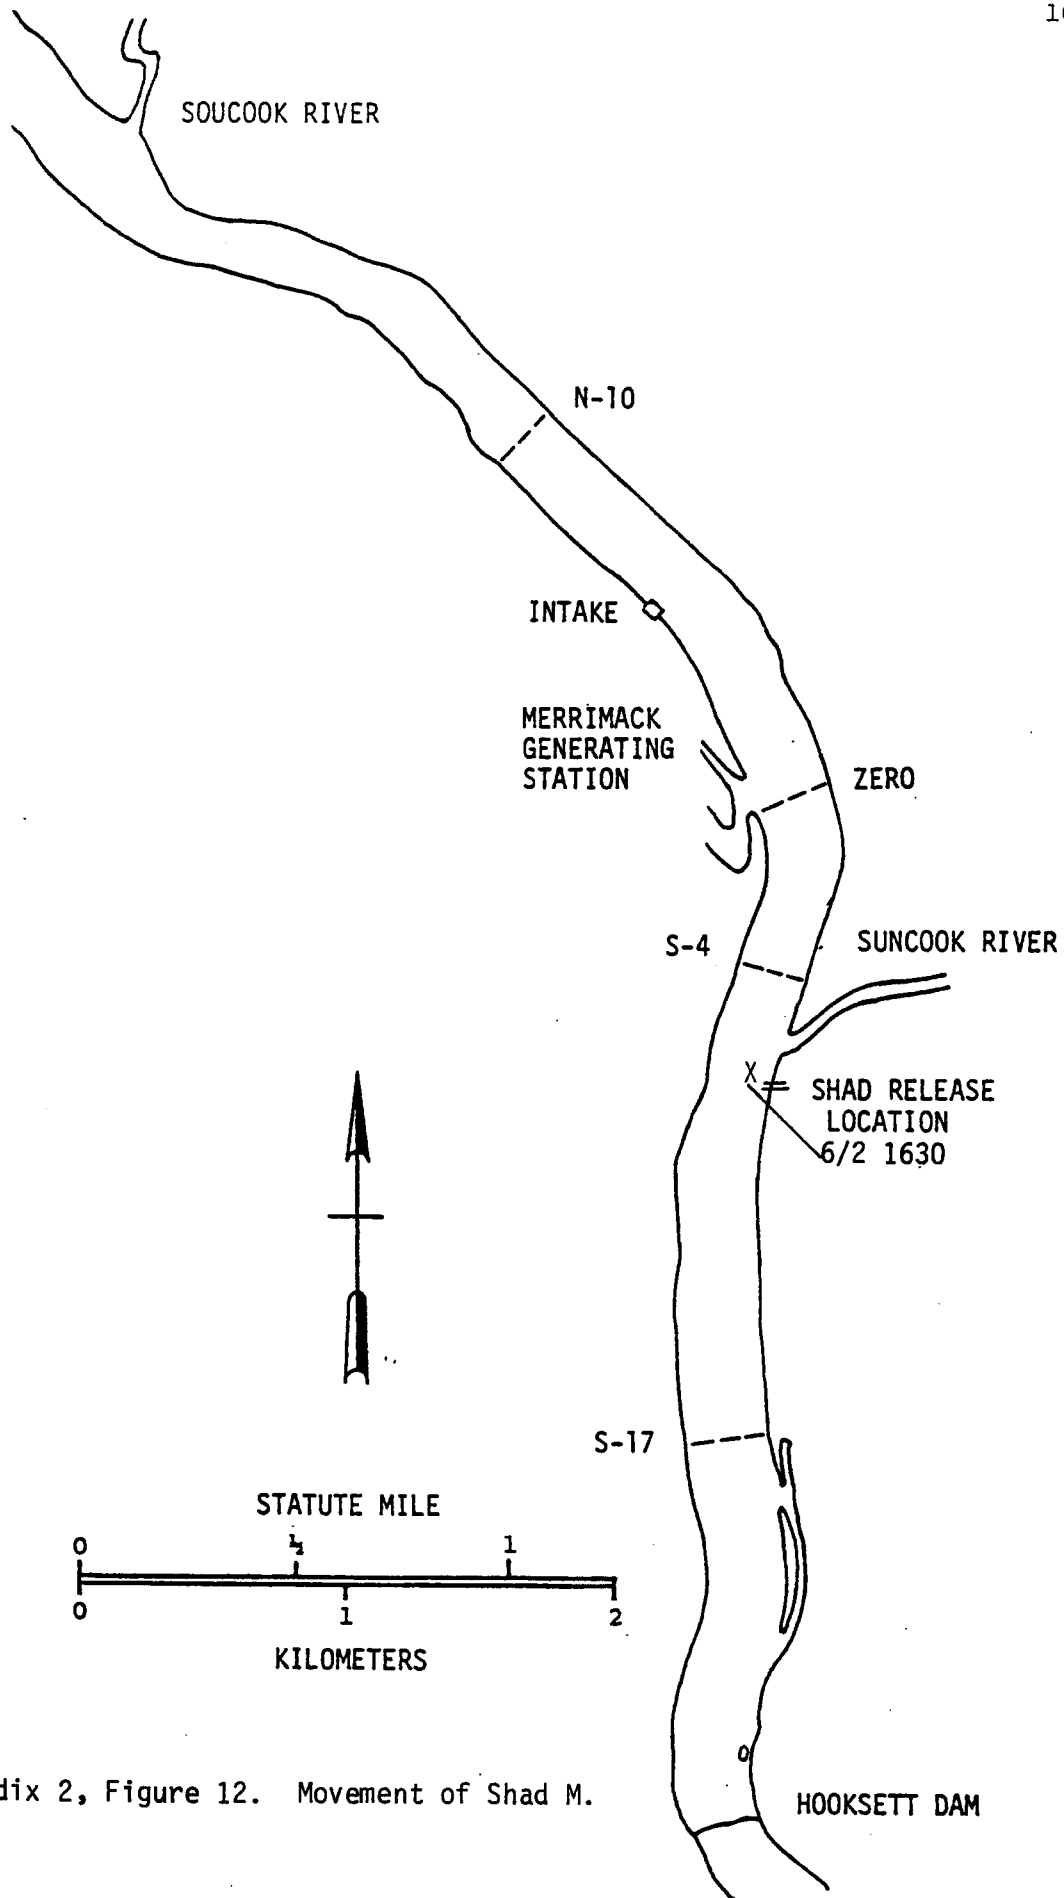 SOUCOOK RIVER
N-10
INTAKE
MERRIMACK
GENERATING
STATION
ZERO
S-4
SUNCOOK RIVER
X
SHAD RELEASE
LOCATION
6/2 1630
S-17
STATUTE MILE
0 ½ 1
0 1 2
KILOMETERS
dix 2, Figure 12. Movement of Shad M.
HOOKSETT DAM